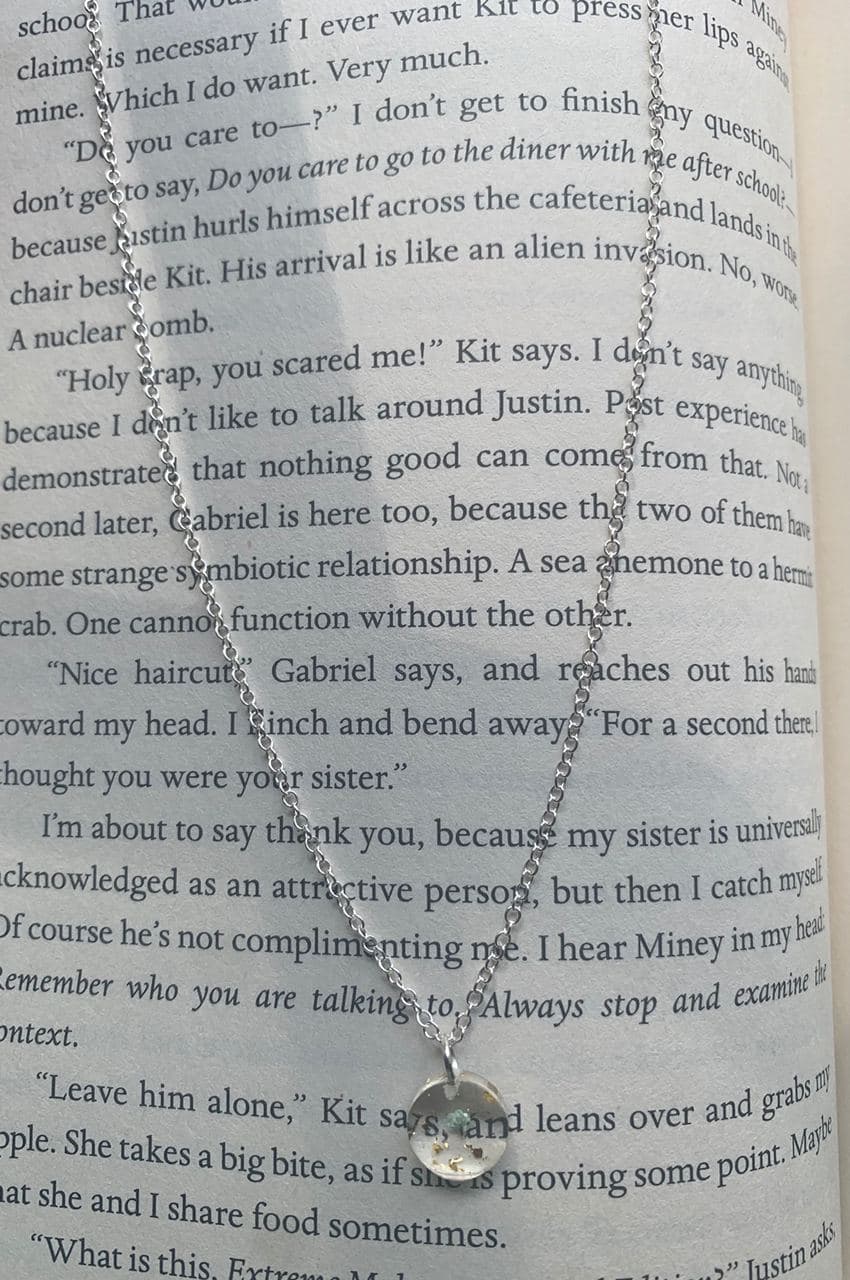 school. That
claims is necessary if I ever want Kit to press her lips against
mine. Which I do want. Very much.
“Do you care to—?” I don’t get to finish my question—I
don’t get to say, Do you care to go to the diner with me after school?—
because Justin hurls himself across the cafeteria and lands in the
chair beside Kit. His arrival is like an alien invasion. No, worse.
A nuclear bomb.
“Holy crap, you scared me!” Kit says. I don’t say anything
because I don’t like to talk around Justin. Past experience has
demonstrated that nothing good can come from that. Not a
second later, Gabriel is here too, because the two of them have
some strange symbiotic relationship. A sea anemone to a hermit
crab. One cannot function without the other.
“Nice haircut,” Gabriel says, and reaches out his hands
toward my head. I flinch and bend away. “For a second there, I
thought you were your sister.”
I’m about to say thank you, because my sister is universally
acknowledged as an attractive person, but then I catch myself.
Of course he’s not complimenting me. I hear Miney in my head:
Remember who you are talking to. Always stop and examine the
context.
“Leave him alone,” Kit says, and leans over and grabs my
apple. She takes a big bite, as if she is proving some point. Maybe
that she and I share food sometimes.
“What is this, Extreme ?” Justin asks,